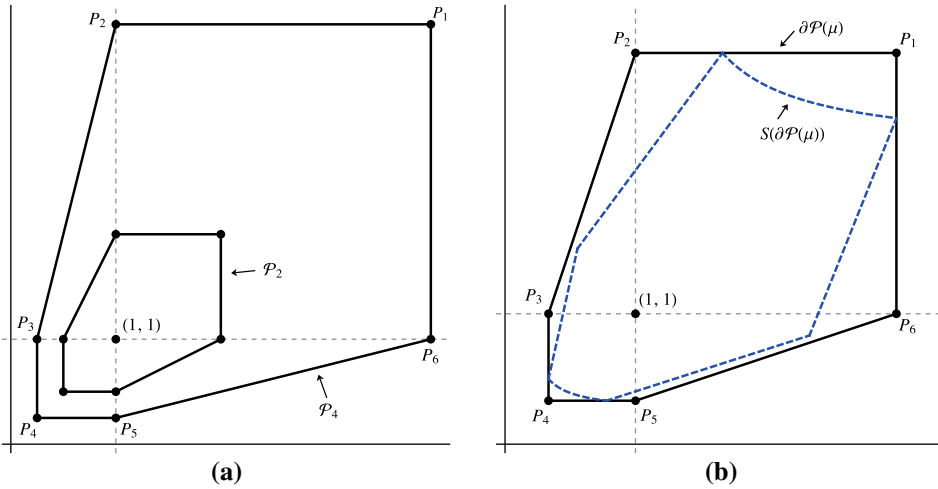 P₂
P₁
𝒫₂
P₃
(1, 1)
P₆
𝒫₄
P₄
P₅
(a)
∂𝒫(μ)
P₂
P₁
S(∂𝒫(μ))
P₃
(1, 1)
P₆
P₄
P₅
(b)